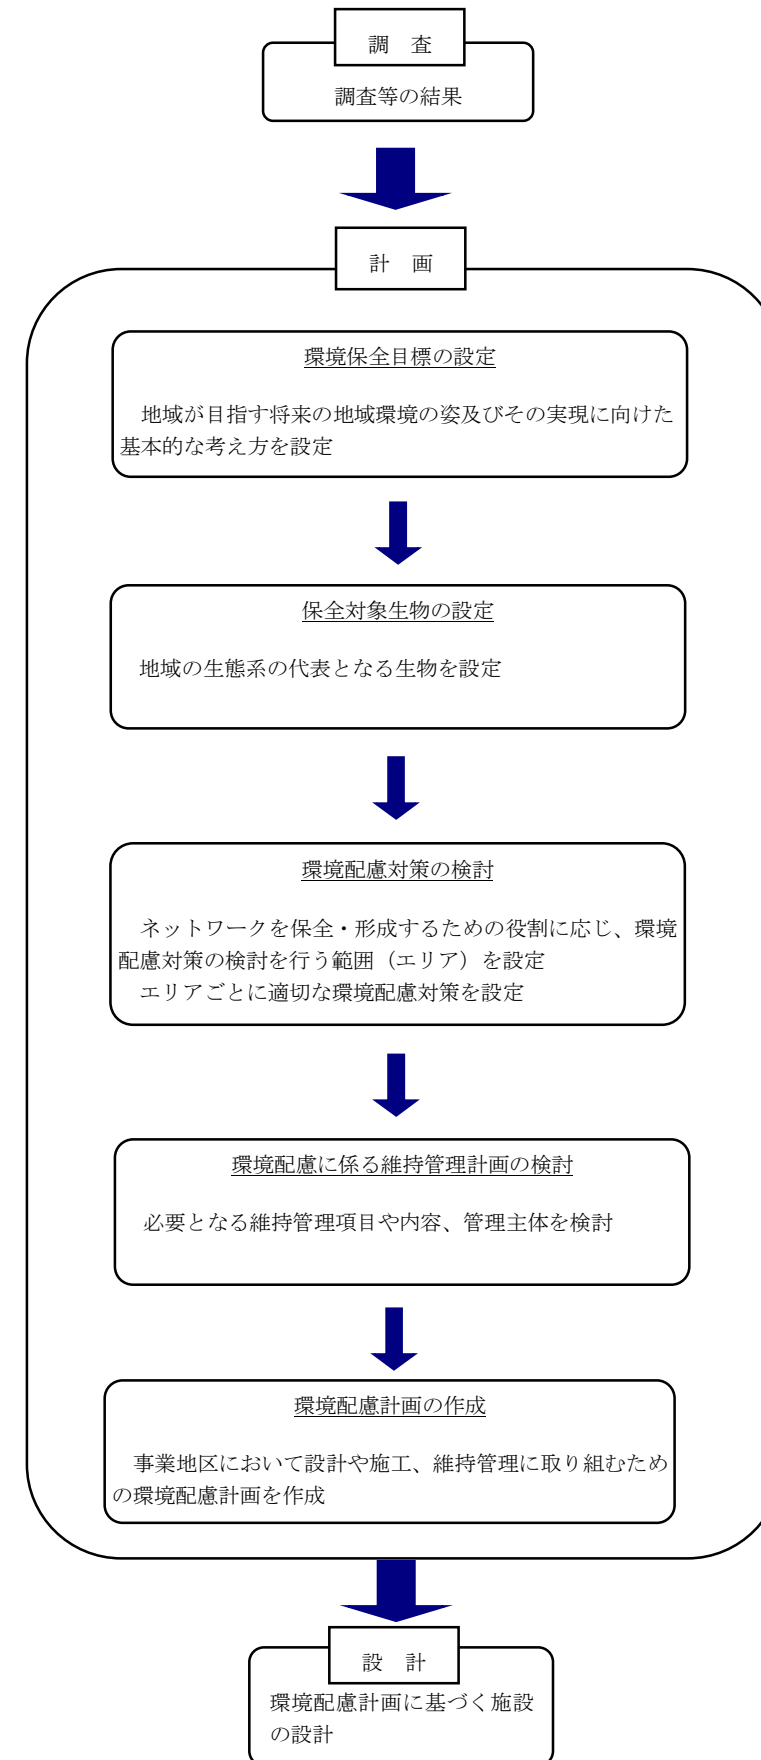 調　査
調査等の結果
計　画
環境保全目標の設定
地域が目指す将来の地域環境の姿及びその実現に向けた
基本的な考え方を設定
保全対象生物の設定
地域の生態系の代表となる生物を設定
環境配慮対策の検討
ネットワークを保全・形成するための役割に応じ、環境
配慮対策の検討を行う範囲（エリア）を設定
エリアごとに適切な環境配慮対策を設定
環境配慮に係る維持管理計画の検討
必要となる維持管理項目や内容、管理主体を検討
環境配慮計画の作成
事業地区において設計や施工、維持管理に取り組むため
の環境配慮計画を作成
設　計
環境配慮計画に基づく施設
の設計